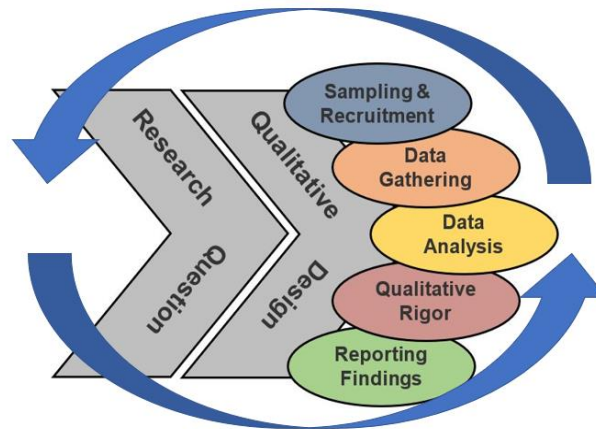 Research
Question
Qualitative
Design
Sampling &
Recruitment
Data
Gathering
Data
Analysis
Qualitative
Rigor
Reporting
Findings